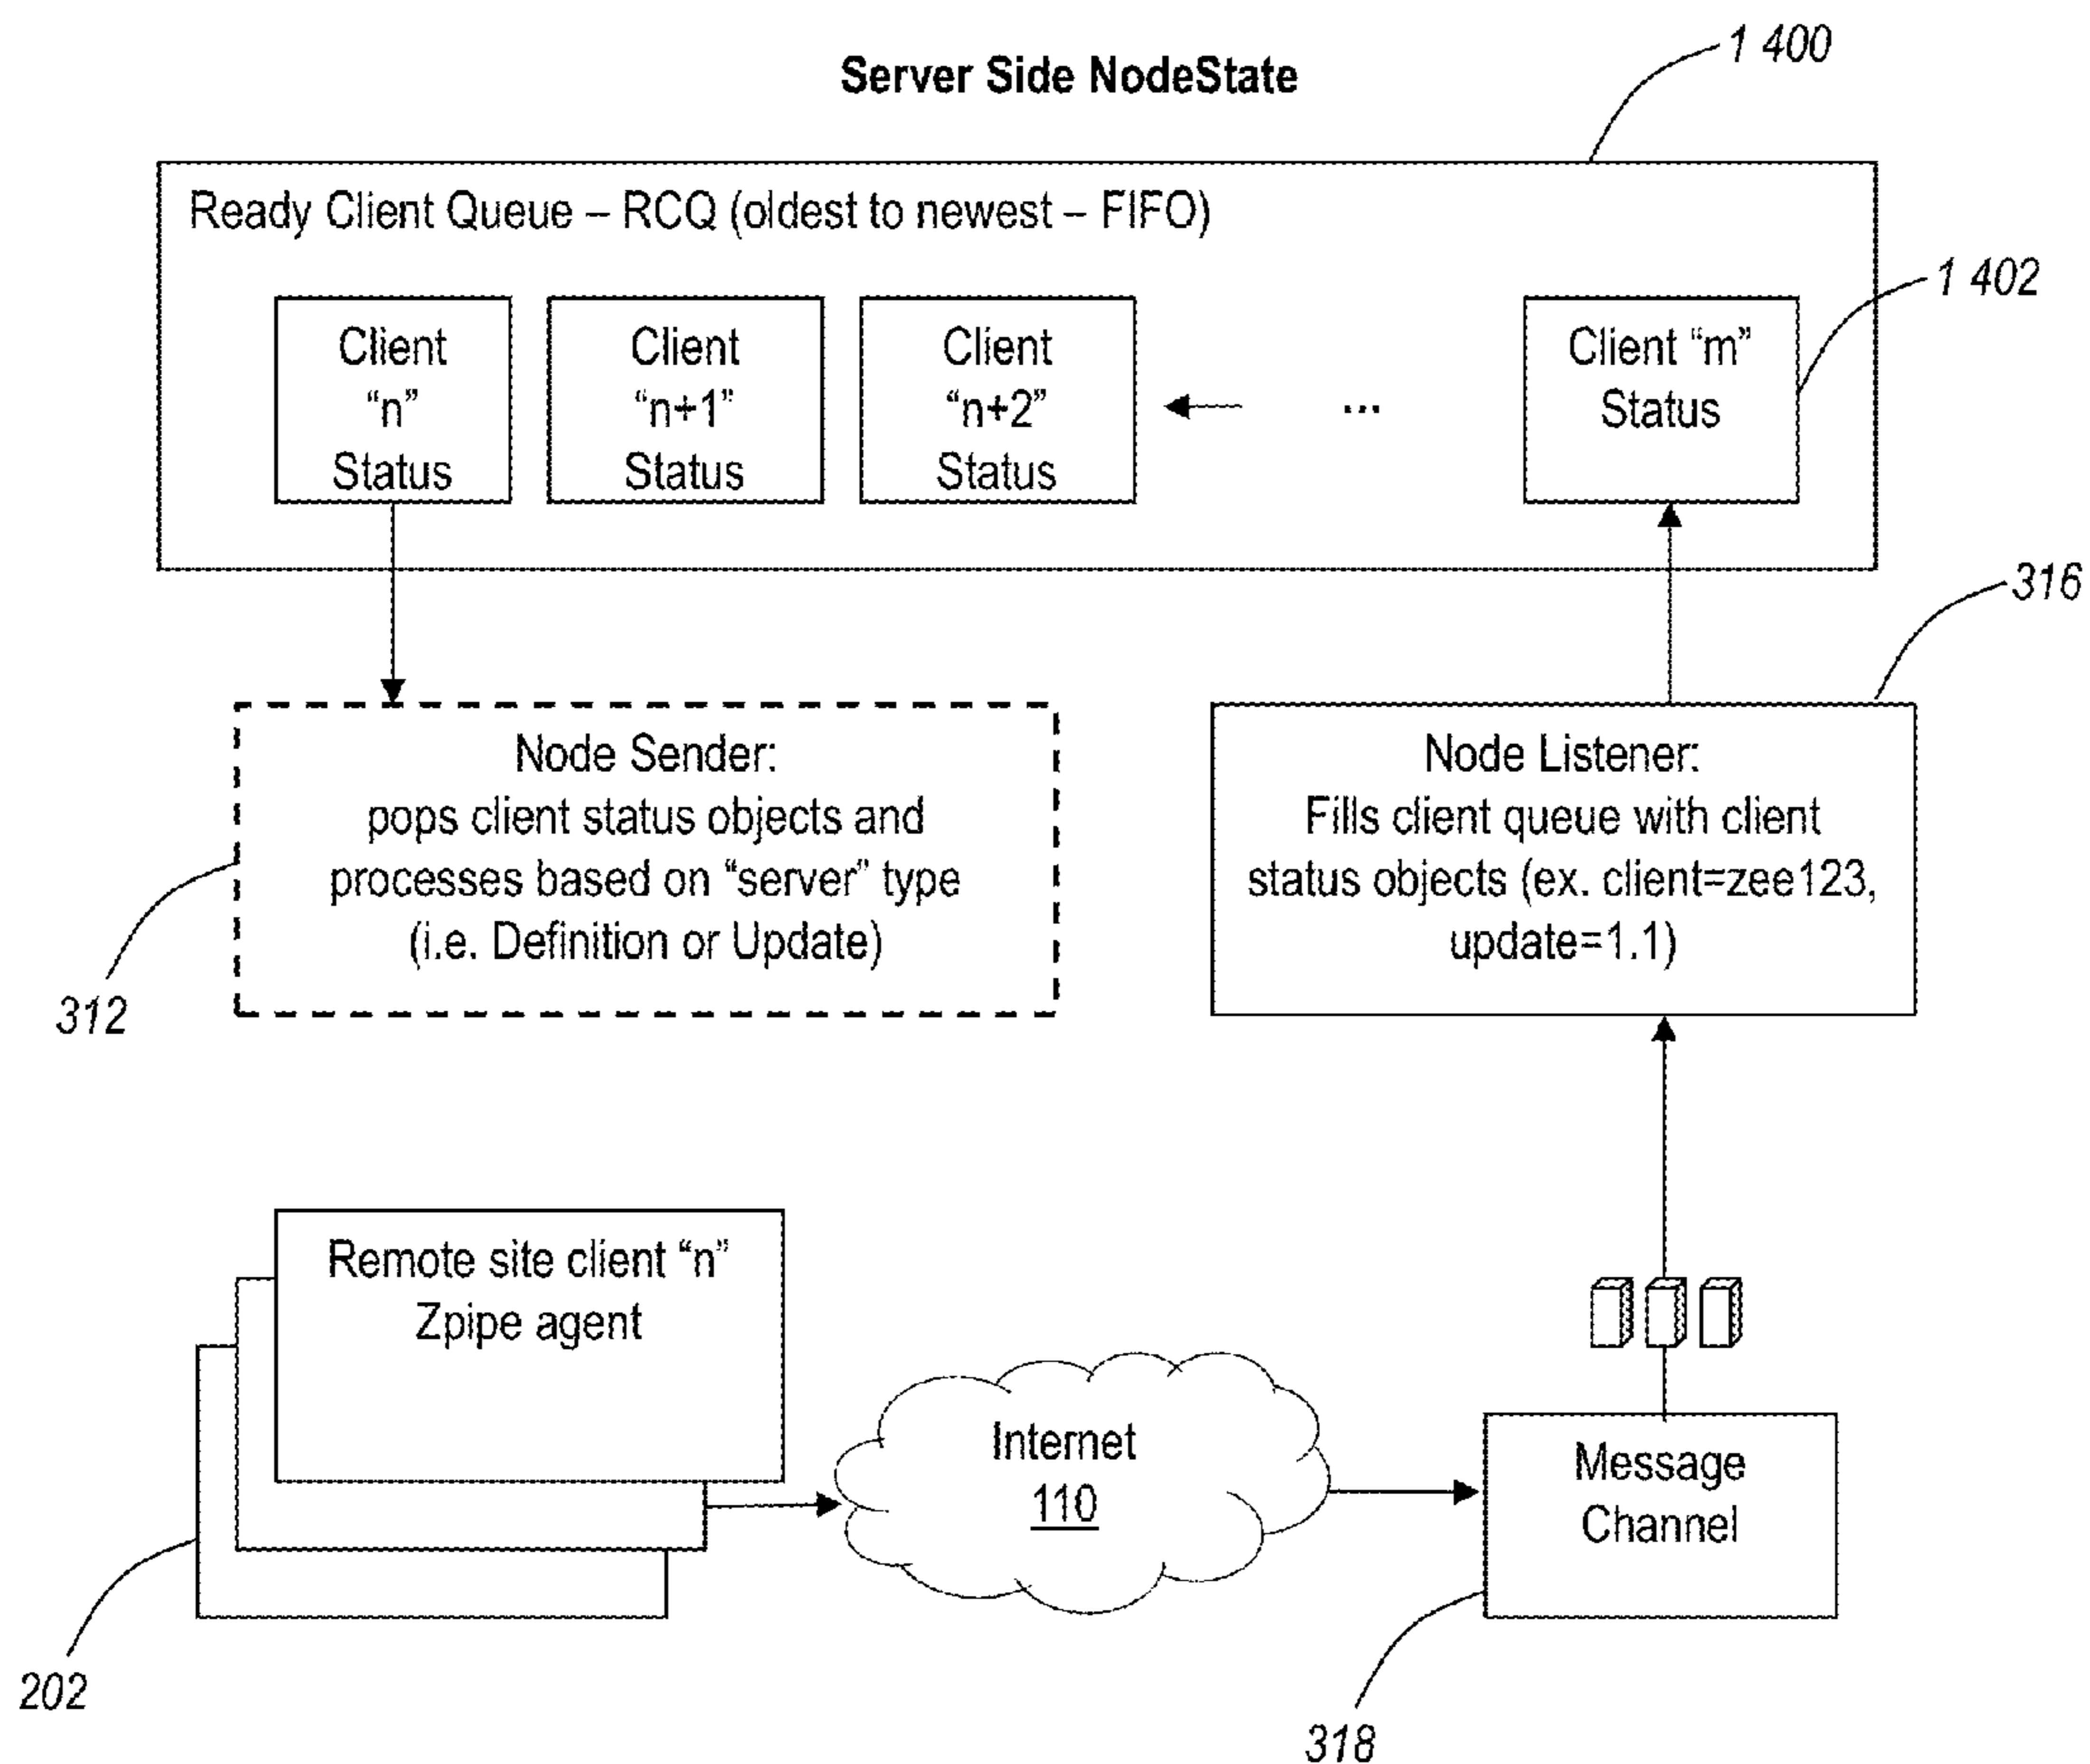 1 400
Server Side NodeState
Ready Client Queue – RCQ (oldest to newest – FIFO)
1 402
Client
“n”
Status
Client
“n+1”
Status
Client
“n+2”
Status
...
Client “m”
Status
316
Node Sender:
pops client status objects and
processes based on “server” type
(i.e. Definition or Update)
312
Node Listener:
Fills client queue with client
status objects (ex. client=zee123,
update=1.1)
Remote site client “n”
Zpipe agent
202
Internet
110
Message
Channel
318